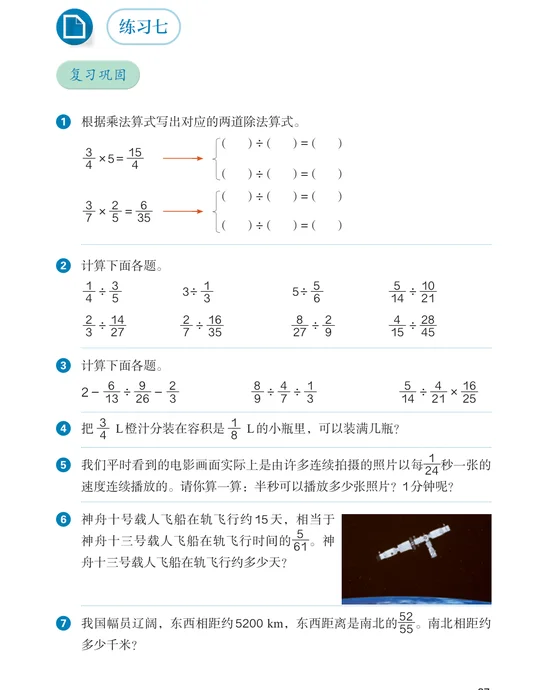 练习七
复习巩固
1 根据乘法算式写出对应的两道除法算式。
3/4 ×5= 15/4 ( )÷( )=( )
( )÷( )=( )
3/7 × 2/5 = 6/35 ( )÷( )=( )
( )÷( )=( )
2 计算下面各题。
1/4 ÷ 3/5 3÷ 1/3 5÷ 5/6 5/14 ÷ 10/21
2/3 ÷ 14/27 2/7 ÷ 16/35 8/27 ÷ 2/9 4/15 ÷ 28/45
3 计算下面各题。
2 − 6/13 ÷ 9/26 − 2/3 8/9 ÷ 4/7 ÷ 1/3 5/14 ÷ 4/21 × 16/25
4 把 3/4 L 橙汁分装在容积是 1/8 L 的小瓶里，可以装满几瓶？
5 我们平时看到的电影画面实际上是由许多连续拍摄的照片以每 1/24 秒一张的
速度连续播放的。请你算一算：半秒可以播放多少张照片？1分钟呢？
6 神舟十号载人飞船在轨飞行约15天，相当于
神舟十三号载人飞船在轨飞行时间的 5/61。神
舟十三号载人飞船在轨飞行约多少天？
7 我国幅员辽阔，东西相距约5200 km，东西距离是南北的 52/55。南北相距约
多少千米？